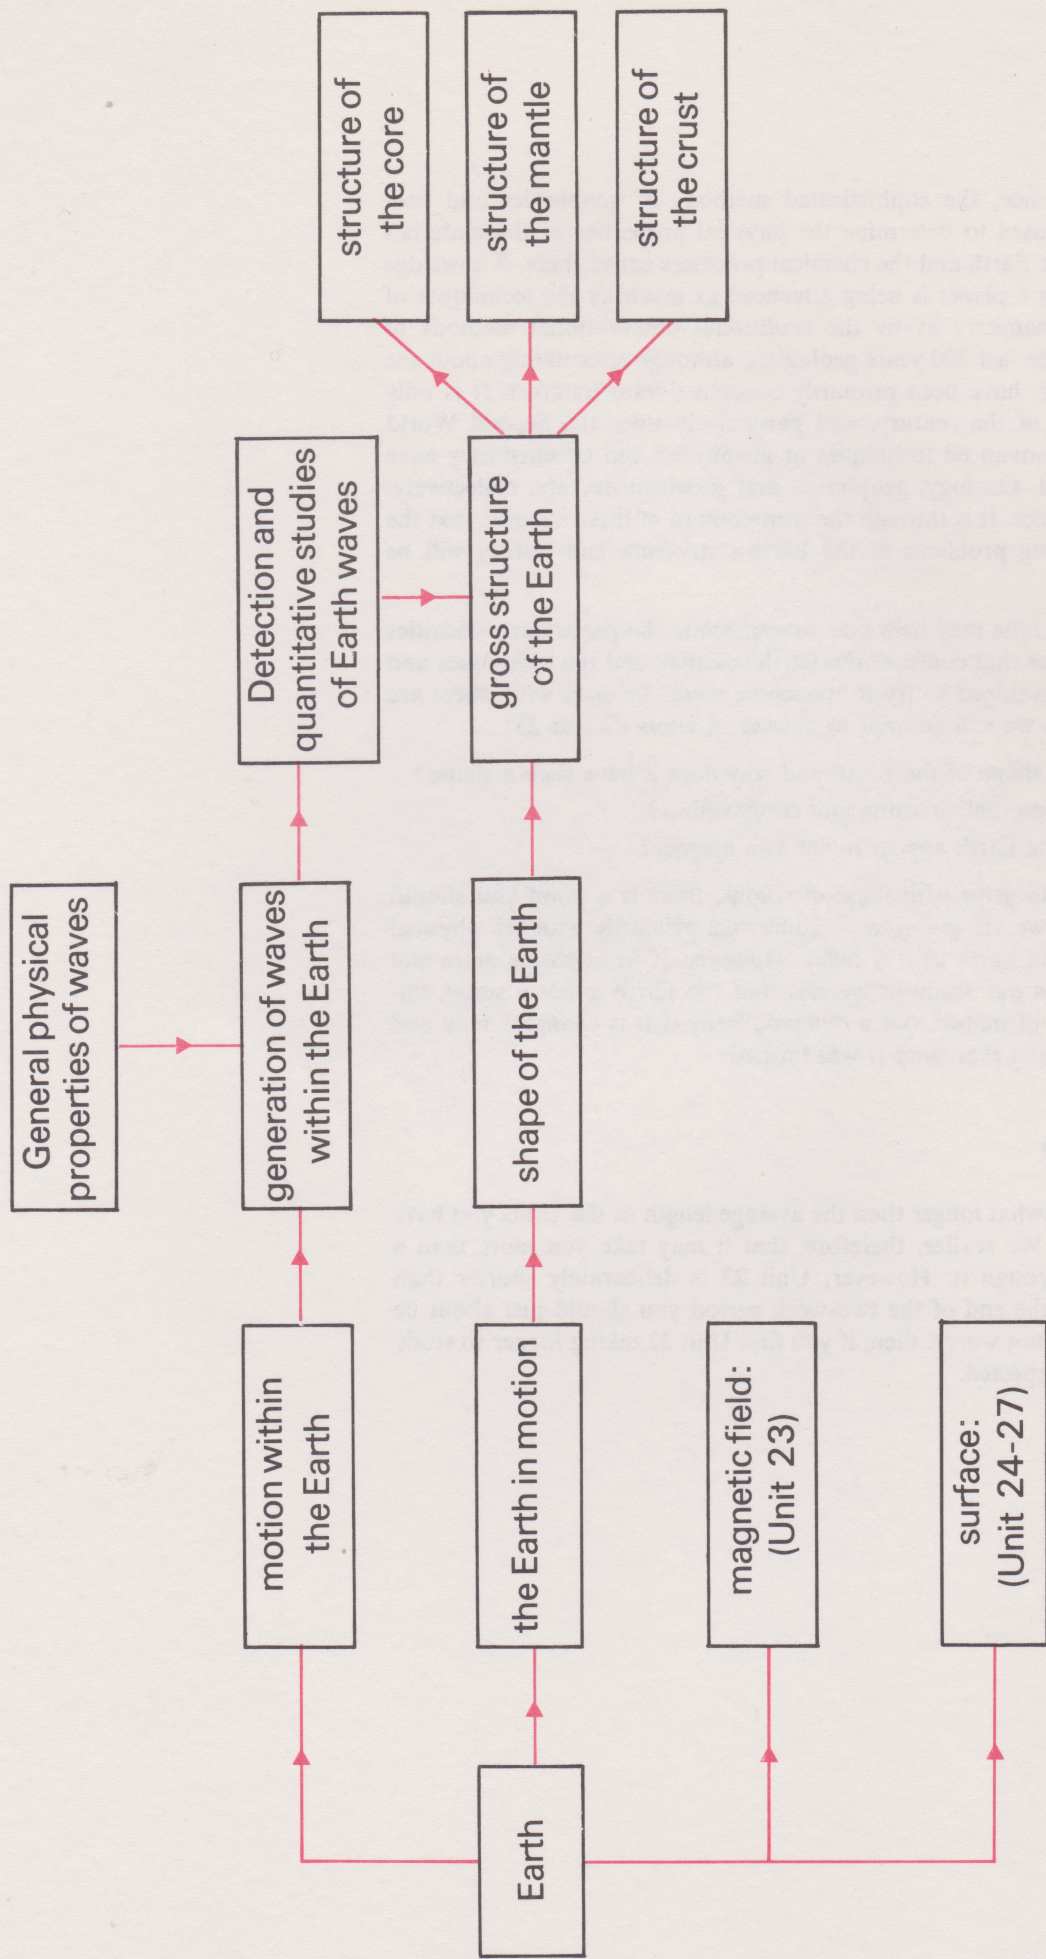 General physical
properties of waves
motion within
the Earth
generation of waves
within the Earth
Detection and
quantitative studies
of Earth waves
structure of
the core
Earth
the Earth in motion
shape of the Earth
gross structure
of the Earth
structure of
the mantle
structure of
the crust
magnetic field:
(Unit 23)
surface:
(Unit 24-27)